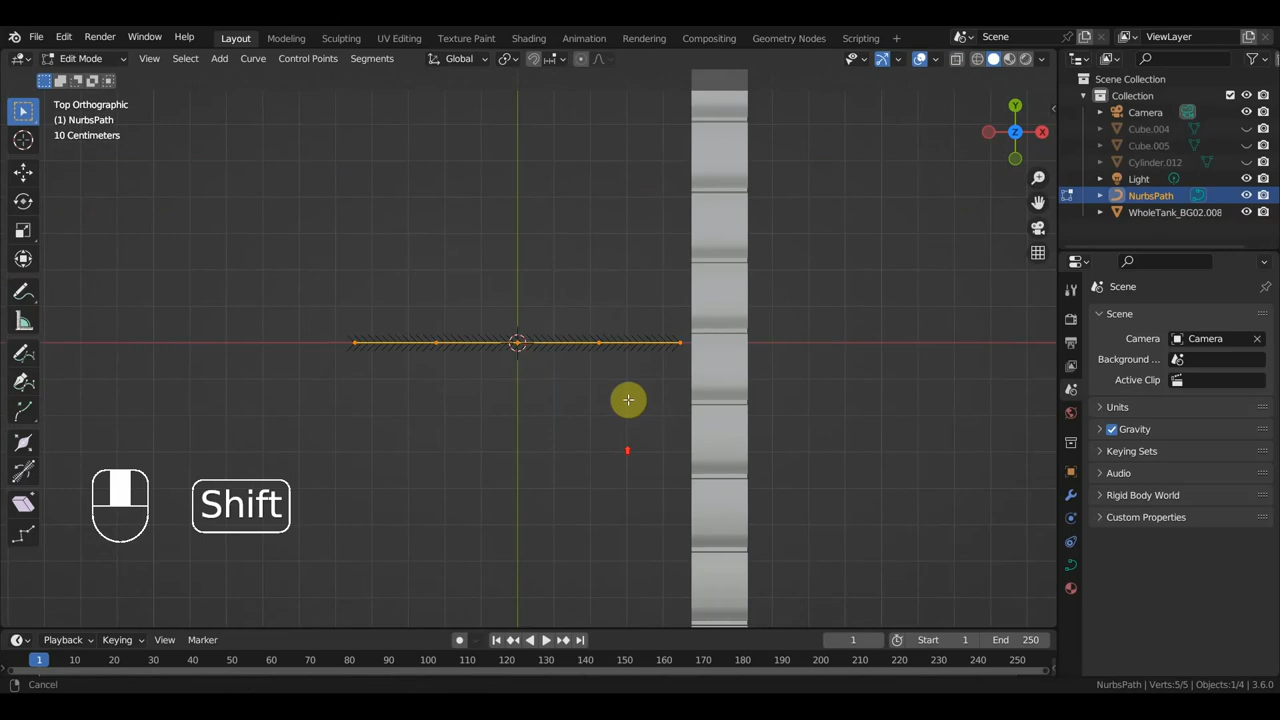 File Edit Render Window Help Layout Modeling Sculpting UV Editing Texture Paint Shading Animation Rendering Compositing Geometry Nodes Scripting + Scene ViewLayer
Edit Mode View Select Add Curve Control Points Segments Global
Top Orthographic
(1) NurbsPath
10 Centimeters
Y
Z
X
Shift
Scene Collection
Collection
Camera
Cube.004
Cube.005
Cylinder.012
Light
NurbsPath
WholeTank_BG02.008
Scene
Scene
Camera Camera
Background ...
Active Clip
Units
Gravity
Keying Sets
Audio
Rigid Body World
Custom Properties
Playback Keying View Marker 1 Start 1 End 250
1 10 20 30 40 50 60 70 80 90 100 110 120 130 140 150 160 170 180 190 200 210 220 230 240 250
Cancel NurbsPath | Verts:5/5 | Objects:1/4 | 3.6.0